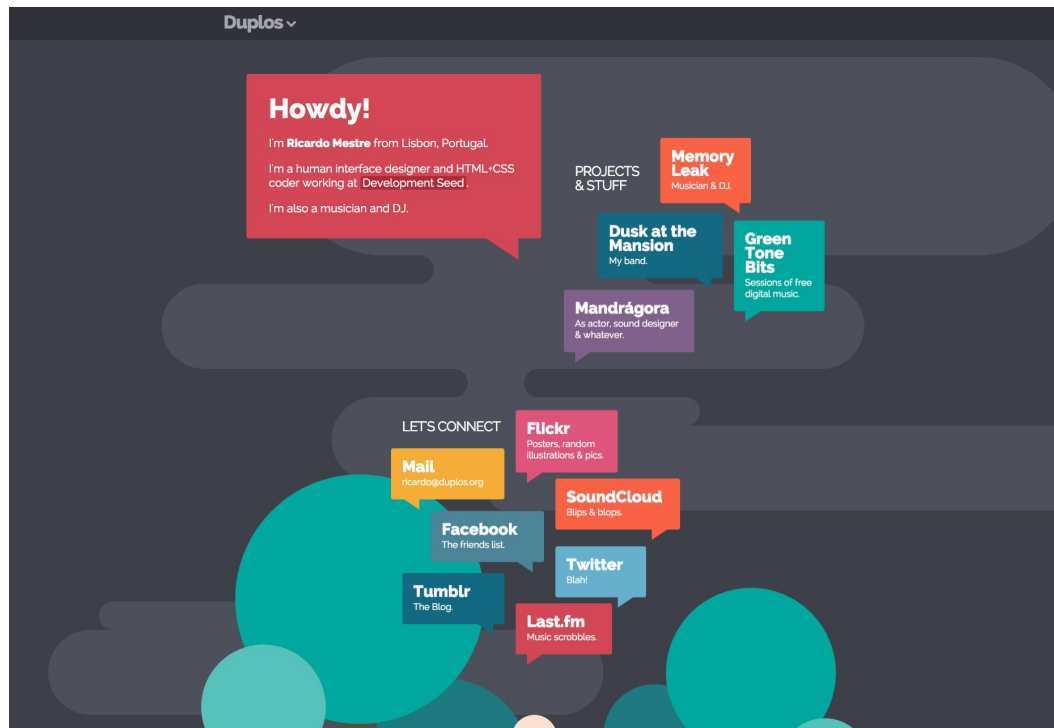 Duplos
Howdy!
I'm Ricardo Mestre from Lisbon, Portugal.
I'm a human interface designer and HTML+CSS
coder working at Development Seed.
I'm also a musician and DJ.
PROJECTS
& STUFF
Memory
Leak
Musician & DJ.
Dusk at the
Mansion
My band.
Green
Tone
Bits
Sessions of free
digital music.
Mandrágora
As actor, sound designer
& whatever.
LET'S CONNECT
Flickr
Posters, random
illustrations & pics.
Mail
ricardo@duplos.org
SoundCloud
Blips & blops.
Facebook
The friends list.
Twitter
Blah!
Tumblr
The Blog.
Last.fm
Music scrobbles.